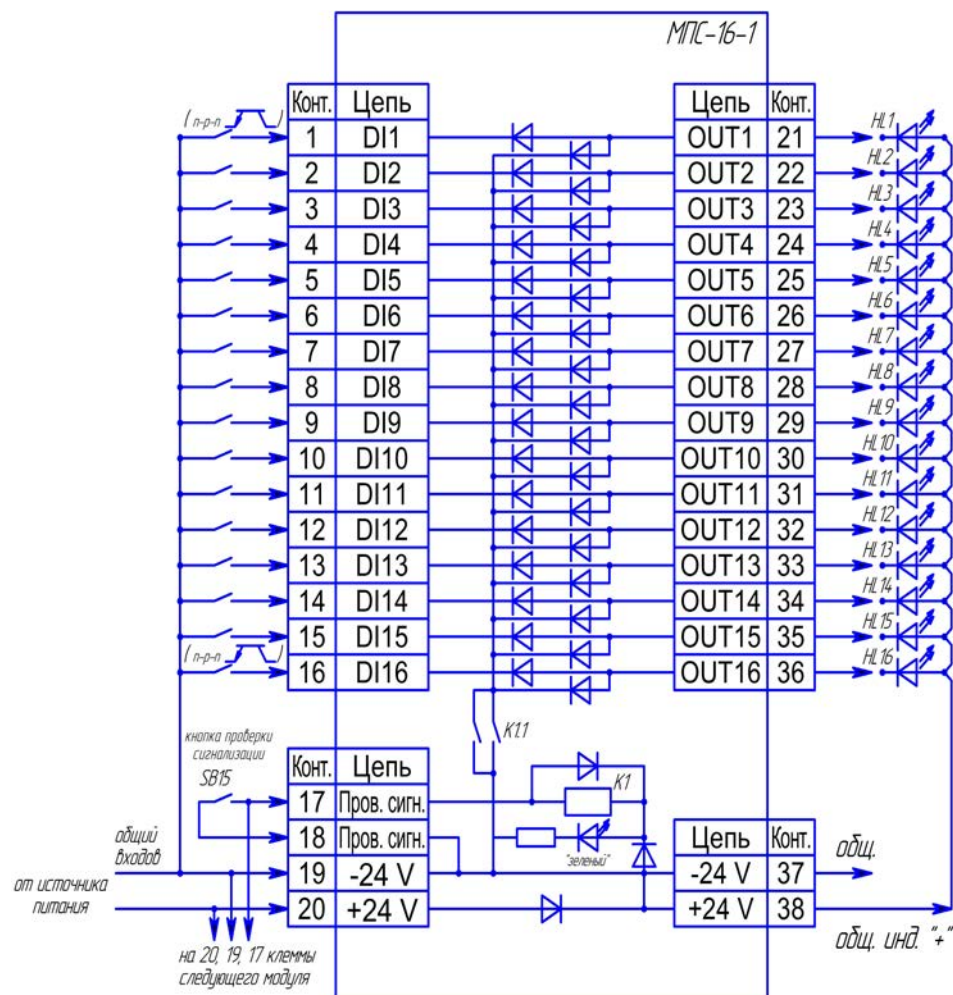 МПС-16-1
Конт. Цепь Цепь Конт.
( п-р-п )
1 DI1 OUT1 21 HL1
2 DI2 OUT2 22 HL2
3 DI3 OUT3 23 HL3
4 DI4 OUT4 24 HL4
5 DI5 OUT5 25 HL5
6 DI6 OUT6 26 HL6
7 DI7 OUT7 27 HL7
8 DI8 OUT8 28 HL8
9 DI9 OUT9 29 HL9
10 DI10 OUT10 30 HL10
11 DI11 OUT11 31 HL11
12 DI12 OUT12 32 HL12
13 DI13 OUT13 33 HL13
14 DI14 OUT14 34 HL14
15 DI15 OUT15 35 HL15
( п-р-п )
16 DI16 OUT16 36 HL16
K1.1
кнопка проверки
сигнализации
SB15
Конт. Цепь
17 Пров. сигн.
K1
18 Пров. сигн.
"зеленый"
Цепь Конт.
общий
входов
19 -24 V
-24 V 37
общ.
от источника
питания
20 +24 V
+24 V 38
общ. инд. "+"
на 20, 19, 17 клеммы
следующего модуля